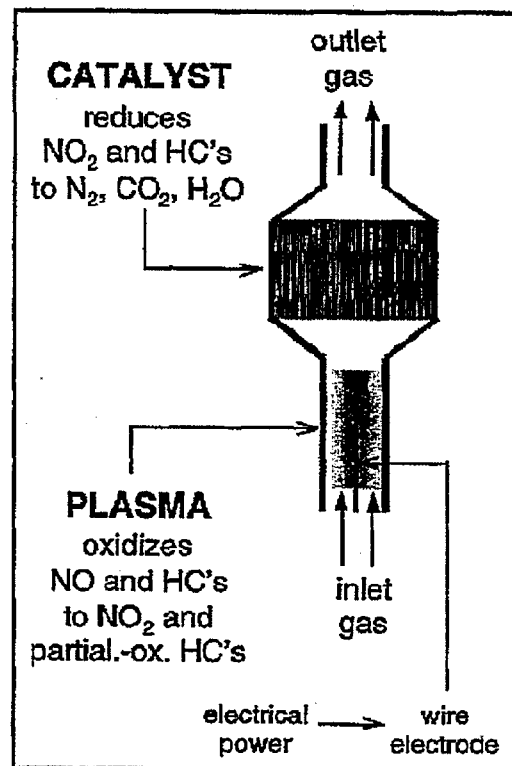 outlet
gas
CATALYST
reduces
NO₂ and HC's
to N₂, CO₂, H₂O
PLASMA
oxidizes
NO and HC's
to NO₂ and
partial.-ox. HC's
inlet
gas
electrical
power
wire
electrode